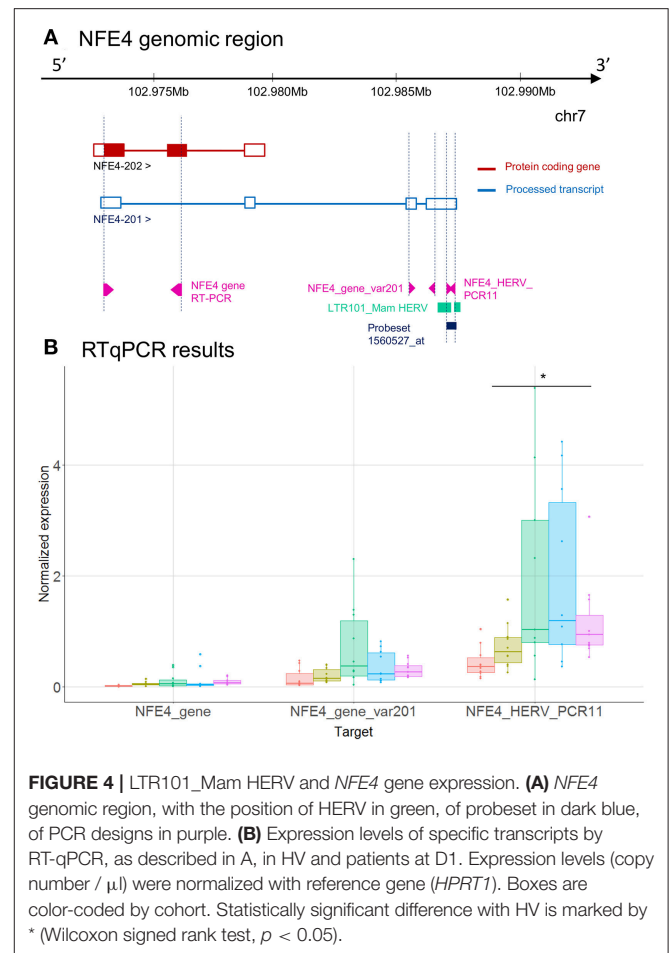 A NFE4 genomic region
5’ 3’
102.975Mb 102.980Mb 102.985Mb 102.990Mb
chr7
NFE4-202 >
Protein coding gene
NFE4-201 >
Processed transcript
NFE4 gene
RT-PCR
NFE4_gene_var201
NFE4_HERV_
PCR11
LTR101_Mam HERV
Probeset
1560527_at
B RTqPCR results
*
4
2
0
Normalized expression
NFE4_gene NFE4_gene_var201 NFE4_HERV_PCR11
Target
FIGURE 4 | LTR101_Mam HERV and NFE4 gene expression. (A) NFE4
genomic region, with the position of HERV in green, of probeset in dark blue,
of PCR designs in purple. (B) Expression levels of specific transcripts by
RT-qPCR, as described in A, in HV and patients at D1. Expression levels (copy
number / μl) were normalized with reference gene (HPRT1). Boxes are
color-coded by cohort. Statistically significant difference with HV is marked by
* (Wilcoxon signed rank test, p < 0.05).